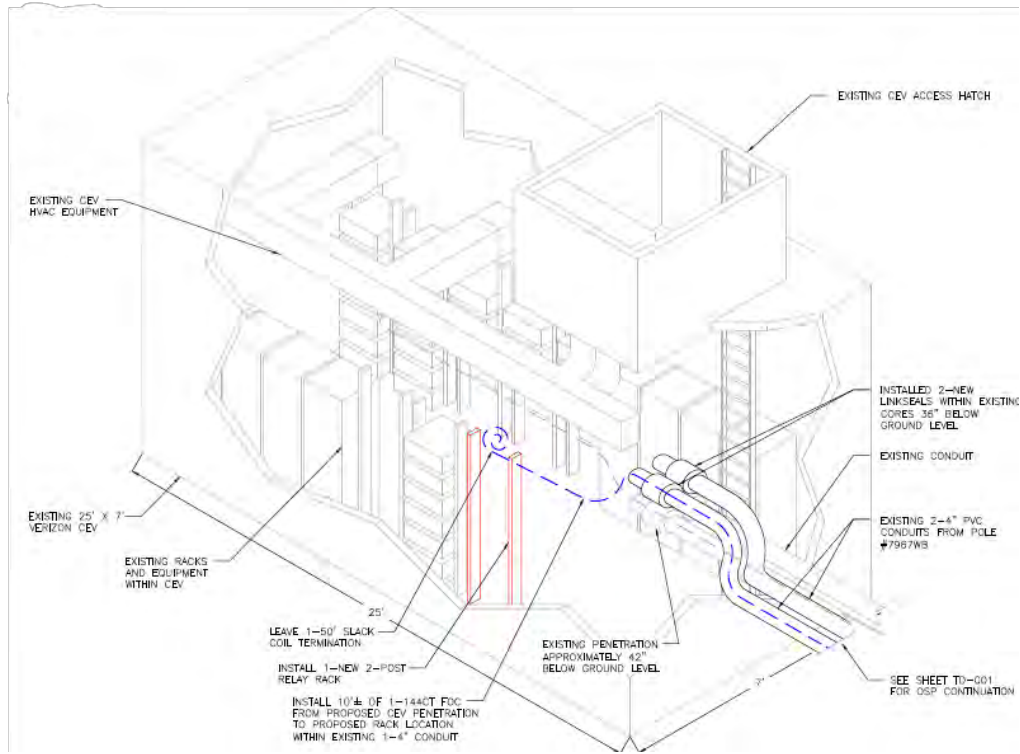 EXISTING CEV ACCESS HATCH
EXISTING CEV
HVAC EQUIPMENT
INSTALLED 2-NEW
LINKSEALS WITHIN EXISTING
CORES 36" BELOW
GROUND LEVEL
EXISTING CONDUIT
EXISTING 25' X 7'
VERIZON CEV
EXISTING 2-4" PVC
CONDUITS FROM POLE
#7967WB
EXISTING RACKS
AND EQUIPMENT
WITHIN CEV
25'
2'
LEAVE 1-50' SLACK
COIL TERMINATION
EXISTING PENETRATION
APPROXIMATELY 42"
BELOW GROUND LEVEL
INSTALL 1-NEW 2-POST
RELAY RACK
7'
SEE SHEET TD-G01
FOR OSP CONTINUATION
INSTALL 10'± OF 1-144CT FOC
FROM PROPOSED CEV PENETRATION
TO PROPOSED RACK LOCATION
WITHIN EXISTING 1-4" CONDUIT